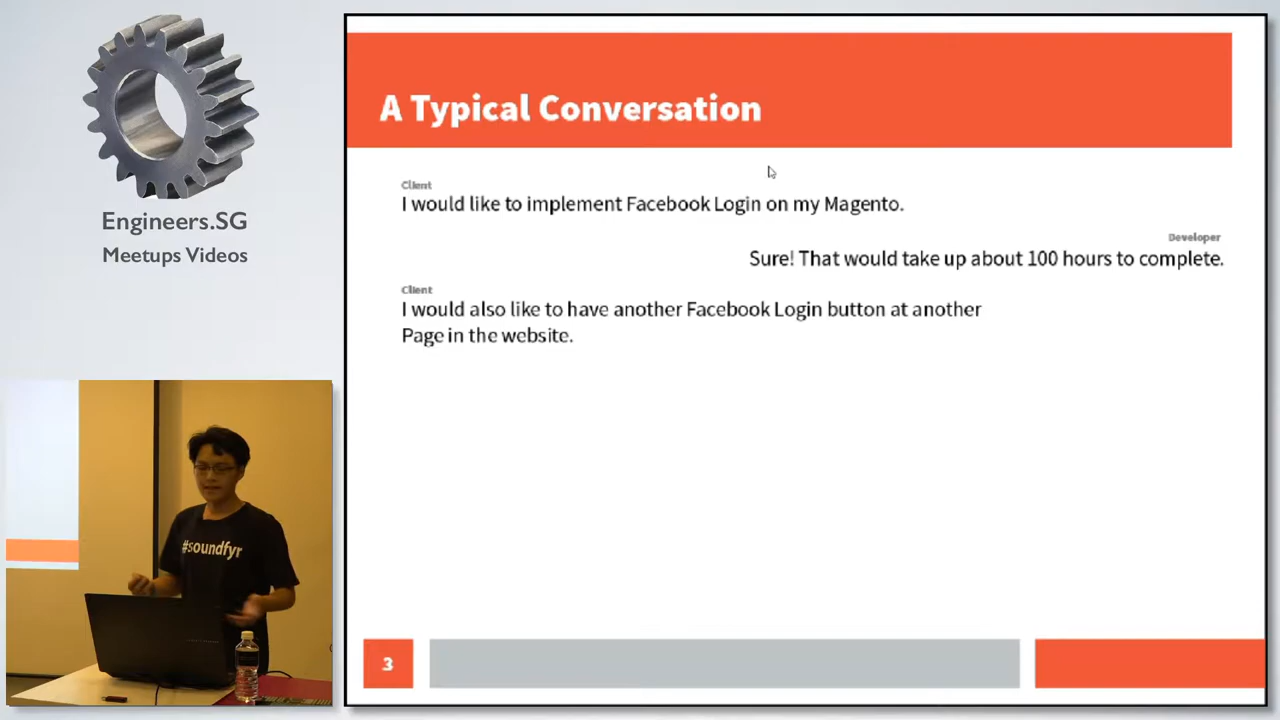 Engineers.SG
Meetups Videos
A Typical Conversation
Client
I would like to implement Facebook Login on my Magento.
Developer
Sure! That would take up about 100 hours to complete.
Client
I would also like to have another Facebook Login button at another
Page in the website.
#soundfyr
3